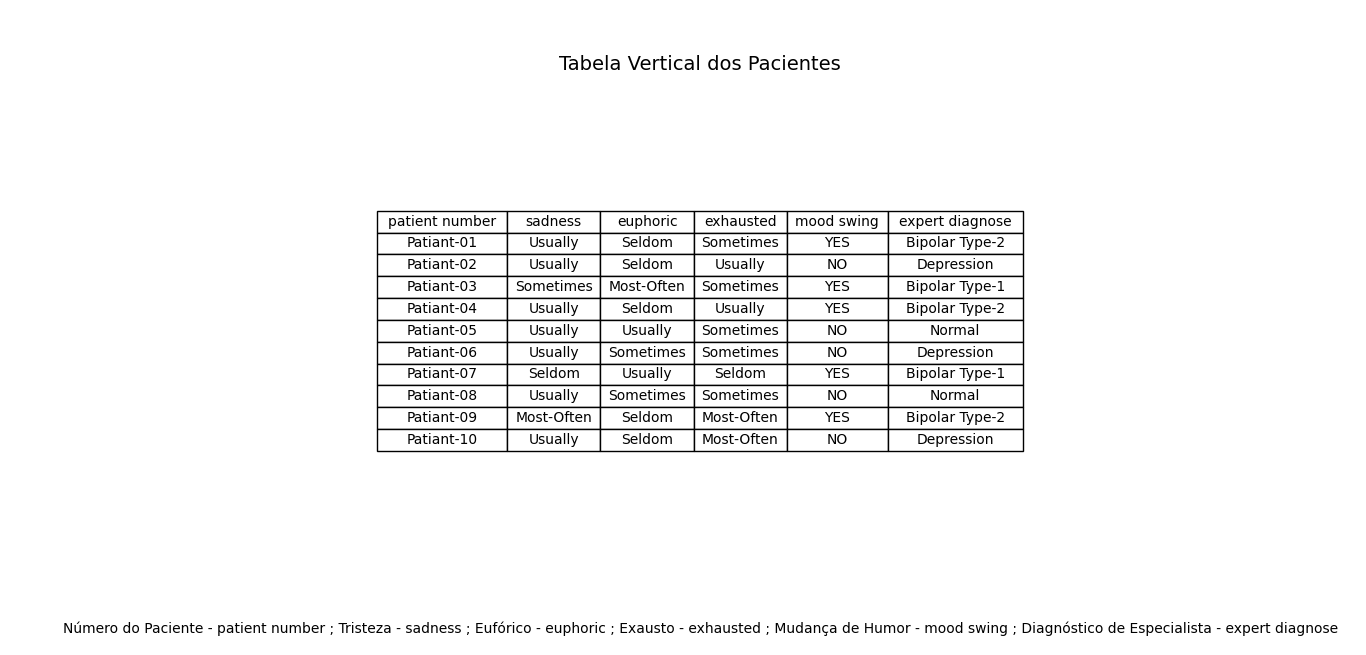 Tabela Vertical dos Pacientes
patient number sadness euphoric exhausted mood swing expert diagnose
Patiant-01 Usually Seldom Sometimes YES Bipolar Type-2
Patiant-02 Usually Seldom Usually NO Depression
Patiant-03 Sometimes Most-Often Sometimes YES Bipolar Type-1
Patiant-04 Usually Seldom Usually YES Bipolar Type-2
Patiant-05 Usually Usually Sometimes NO Normal
Patiant-06 Usually Sometimes Sometimes NO Depression
Patiant-07 Seldom Usually Seldom YES Bipolar Type-1
Patiant-08 Usually Sometimes Sometimes NO Normal
Patiant-09 Most-Often Seldom Most-Often YES Bipolar Type-2
Patiant-10 Usually Seldom Most-Often NO Depression
Número do Paciente - patient number ; Tristeza - sadness ; Eufórico - euphoric ; Exausto - exhausted ; Mudança de Humor - mood swing ; Diagnóstico de Especialista - expert diagnose